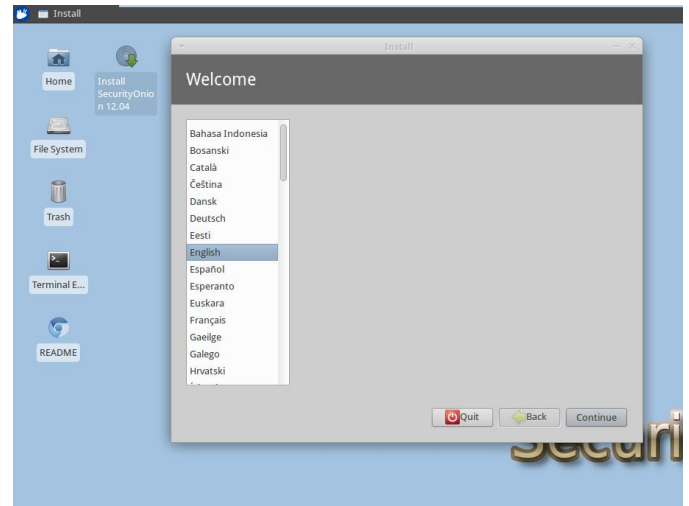 Install
Home
Install
SecurityOnio
n 12.04
File System
Trash
Terminal E...
README
Install
Welcome
Bahasa Indonesia
Bosanski
Català
Čeština
Dansk
Deutsch
Eesti
English
Español
Esperanto
Euskara
Français
Gaeilge
Galego
Hrvatski
Quit
Back
Continue
Securi